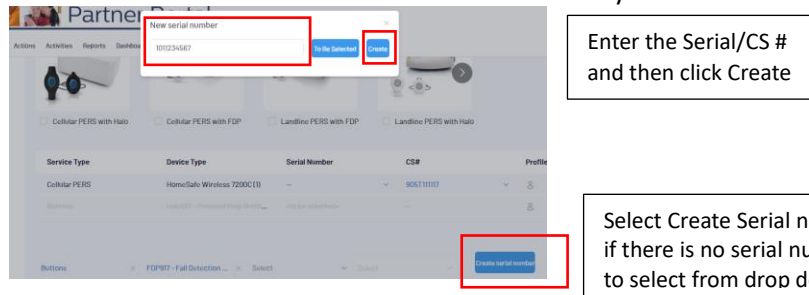 Partner
New serial number
×
Actions Activities Reports Dashbo
1011234567
To Be Selected
Create
Enter the Serial/CS #
and then click Create
Cellular PERS with Halo
Cellular PERS with FDP
Landline PERS with FDP
Landline PERS with Halo
Service Type Device Type Serial Number CS# Profile
Cellular PERS HomeSafe Wireless 7200C (1) -- 905T111117
Buttons × FDP917 - Fall Detection ... × Select Select
Create serial number
Select Create Serial n
if there is no serial nu
to select from drop d